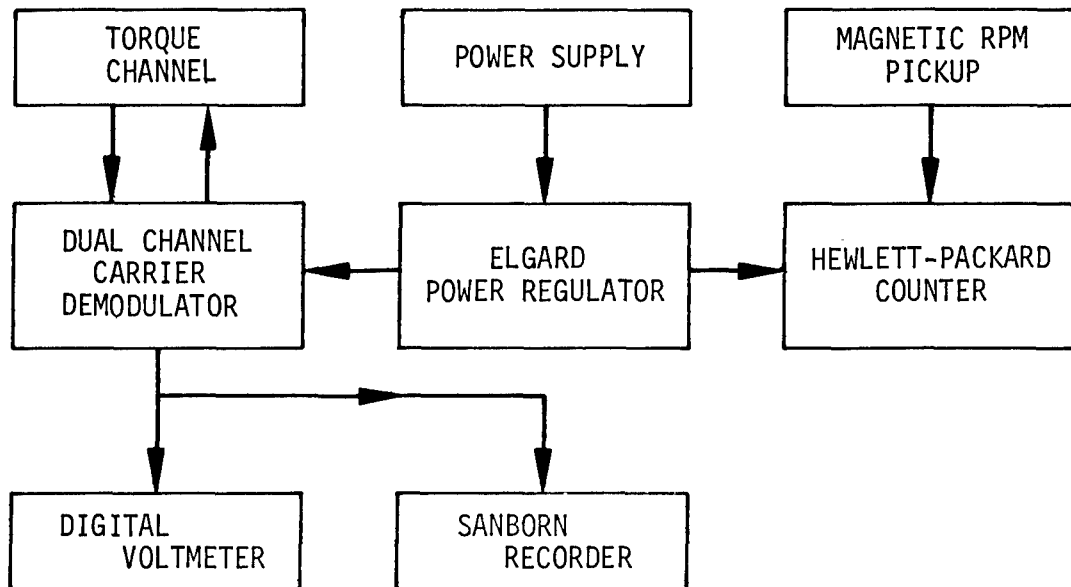 TORQUE
CHANNEL
POWER SUPPLY
MAGNETIC RPM
PICKUP
DUAL CHANNEL
CARRIER
DEMODULATOR
ELGARD
POWER REGULATOR
HEWLETT-PACKARD
COUNTER
DIGITAL
VOLTMETER
SANBORN
RECORDER